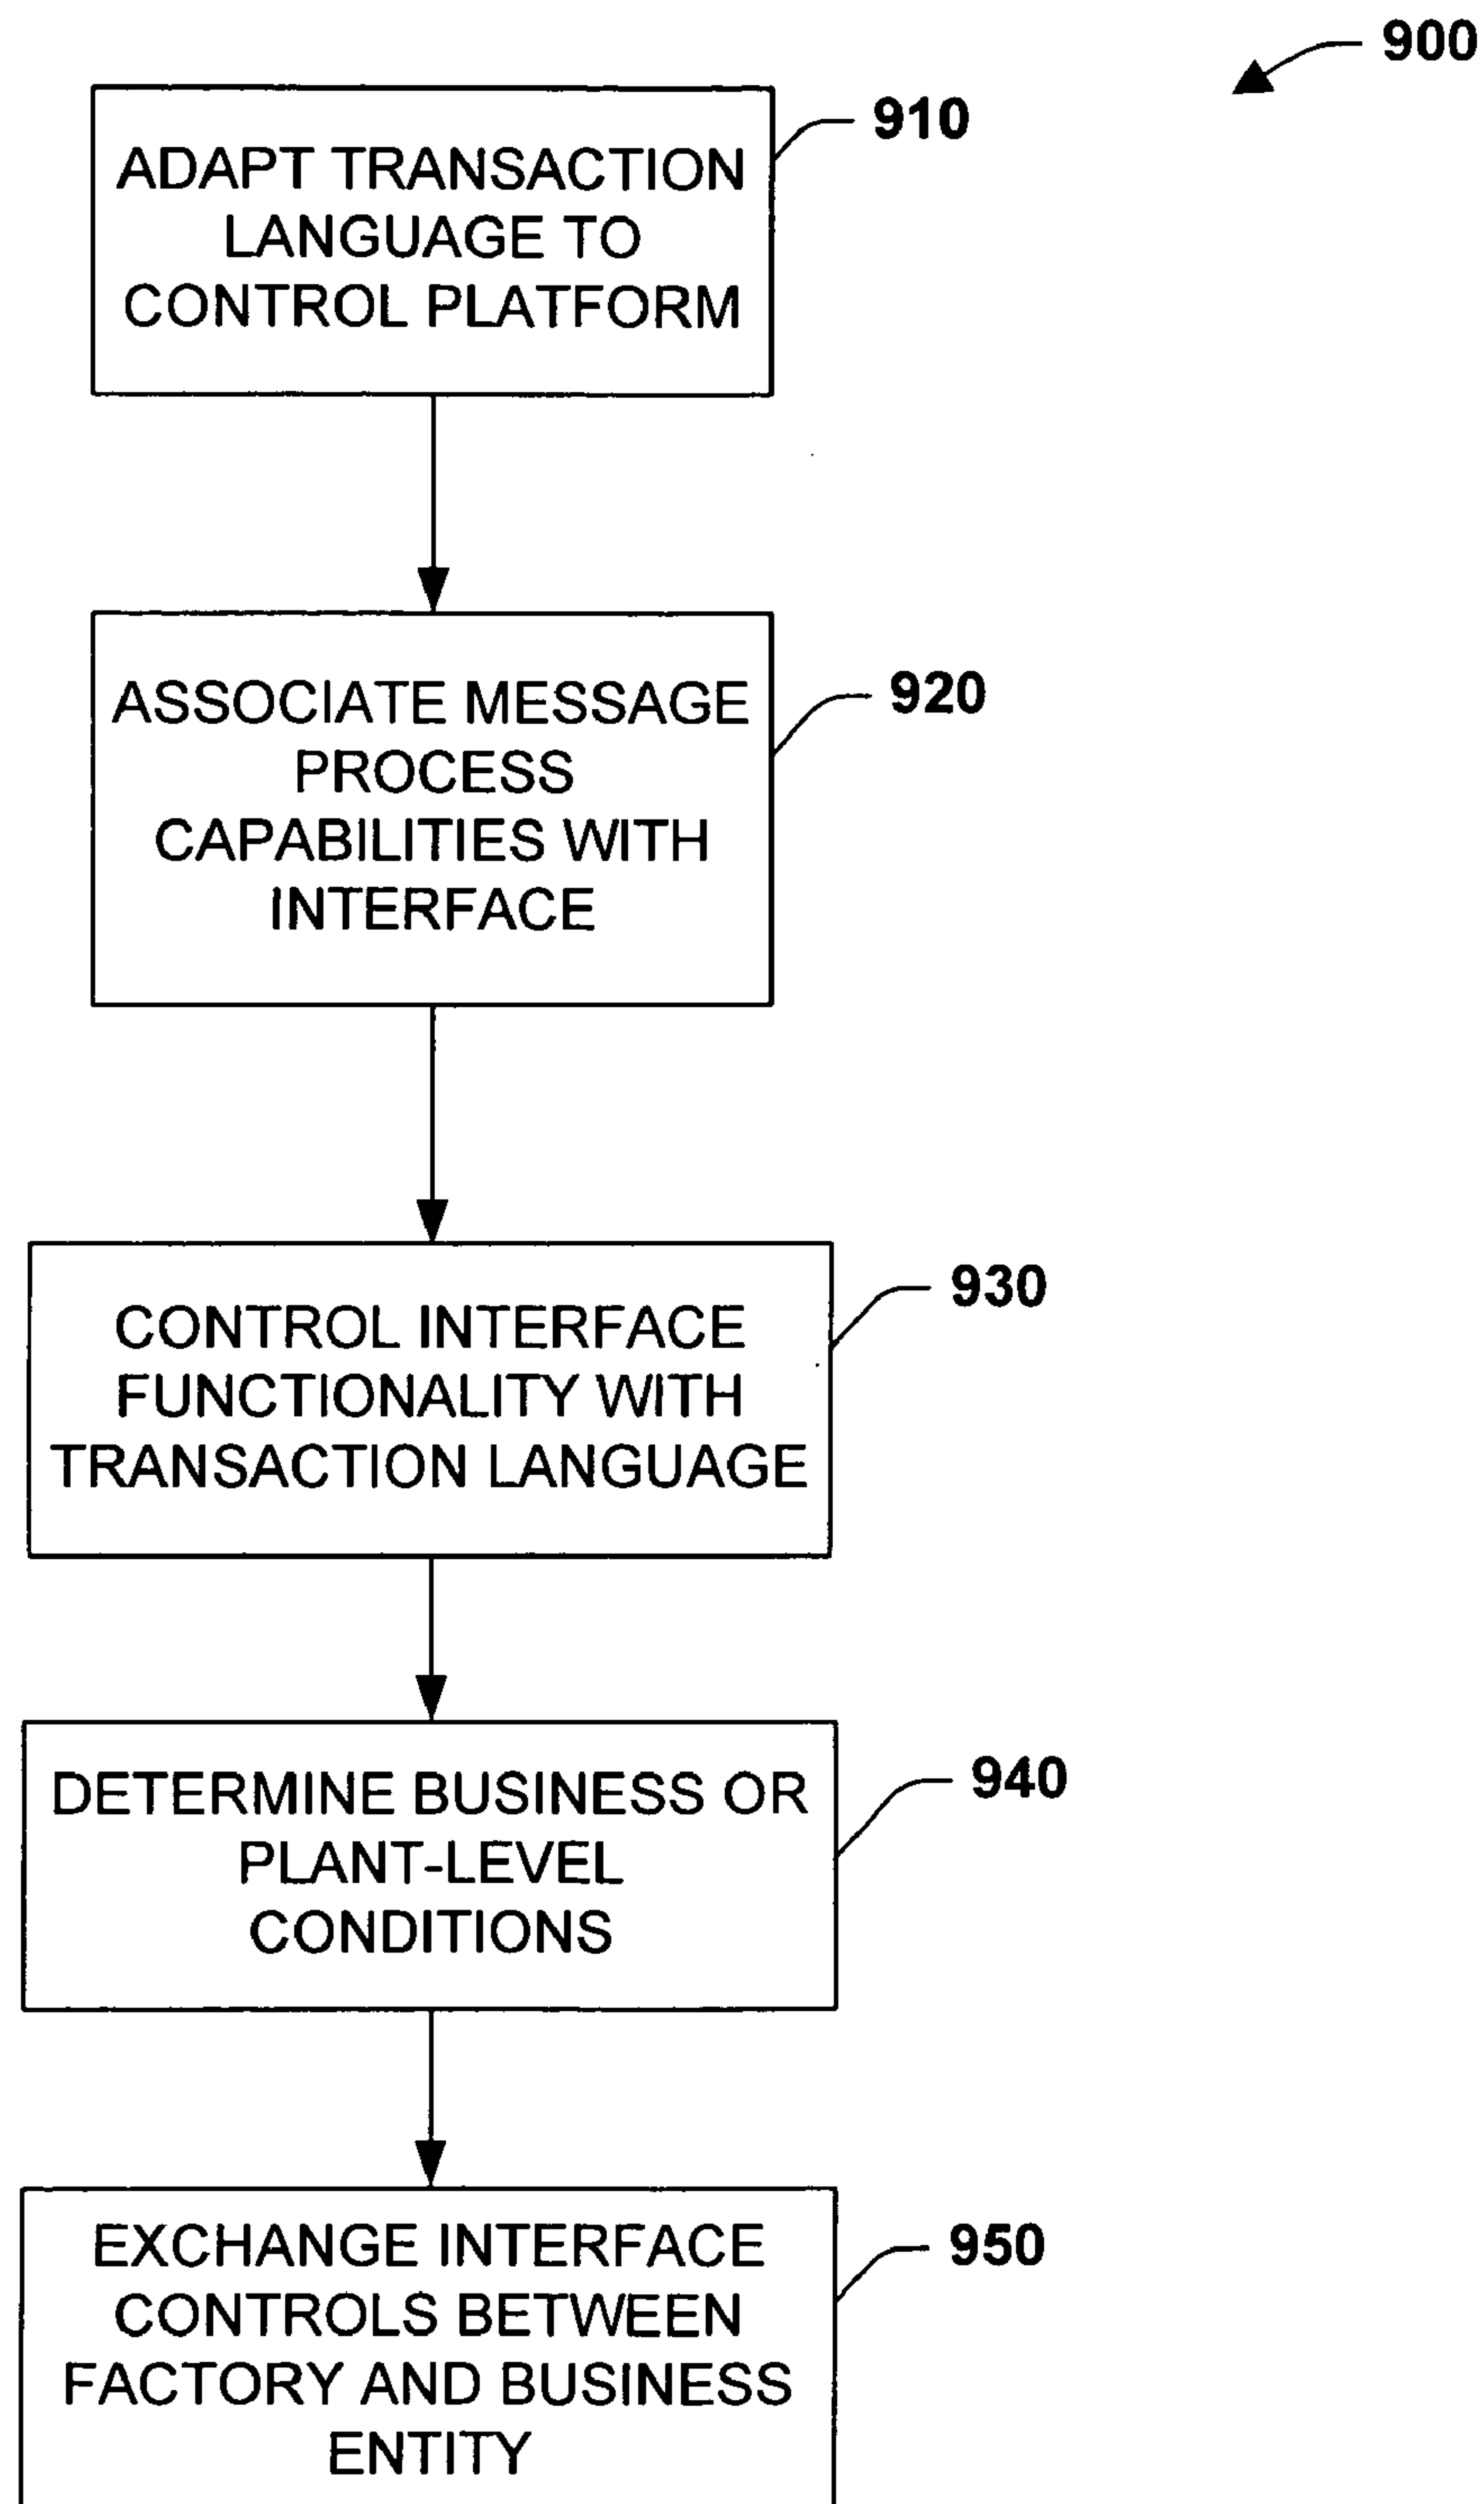 900
910
ADAPT TRANSACTION
LANGUAGE TO
CONTROL PLATFORM
920
ASSOCIATE MESSAGE
PROCESS
CAPABILITIES WITH
INTERFACE
930
CONTROL INTERFACE
FUNCTIONALITY WITH
TRANSACTION LANGUAGE
940
DETERMINE BUSINESS OR
PLANT-LEVEL
CONDITIONS
950
EXCHANGE INTERFACE
CONTROLS BETWEEN
FACTORY AND BUSINESS
ENTITY